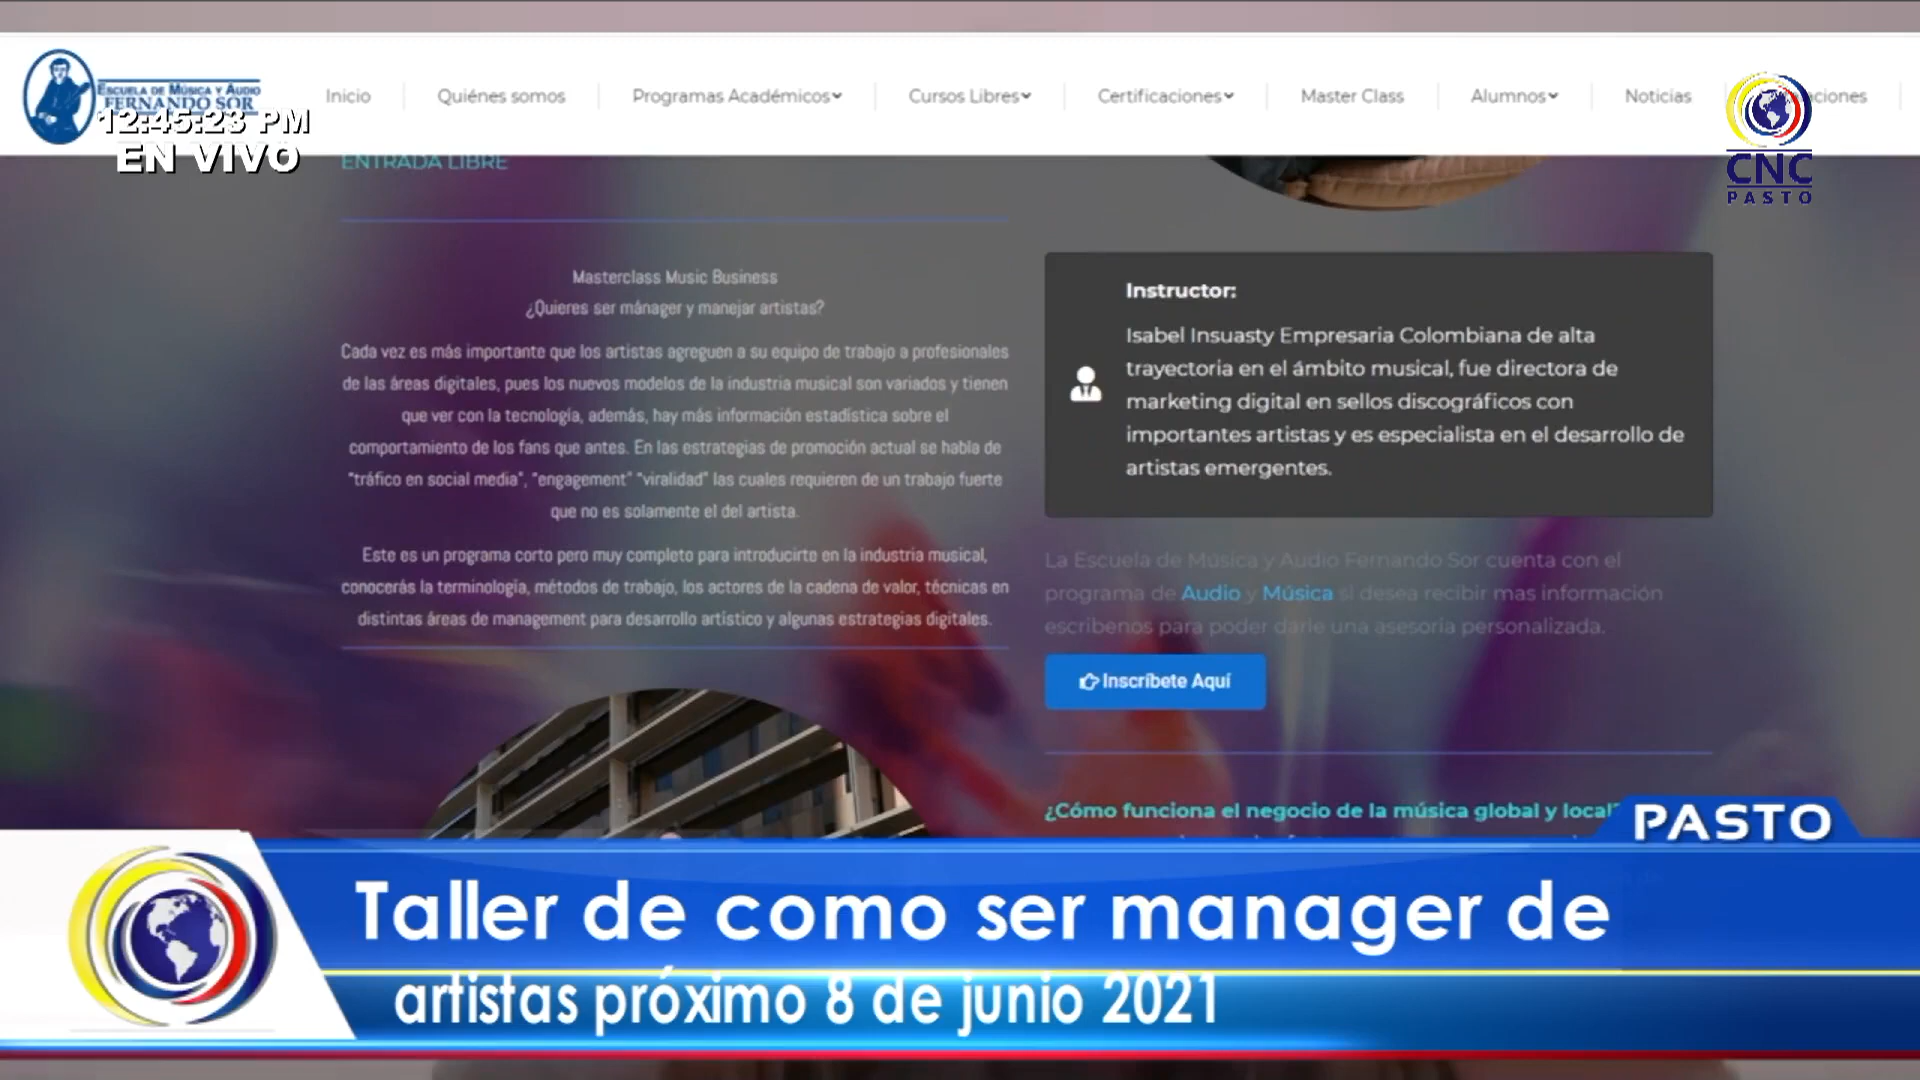 ESCUELA DE MÚSICA Y AUDIO
FERNANDO SOR
Inicio
Quiénes somos
Programas Académicos
Cursos Libres
Certificaciones
Master Class
Alumnos
Noticias
12:45:23 PM
EN VIVO
CNC
PASTO
ENTRADA LIBRE
Masterclass Music Business
¿Quieres ser mánager y manejar artistas?
Cada vez es más importante que los artistas agreguen a su equipo de trabajo a profesionales
de las áreas digitales, pues los nuevos modelos de la industria musical son variados y tienen
que ver con la tecnología, además, hay más información estadística sobre el
comportamiento de los fans que antes. En las estrategias de promoción actual se habla de
"tráfico en social media", "engagement" "viralidad" las cuales requieren de un trabajo fuerte
que no es solamente el del artista.
Este es un programa corto pero muy completo para introducirte en la industria musical,
conocerás la terminología, métodos de trabajo, los actores de la cadena de valor, técnicas en
distintas áreas de management para desarrollo artístico y algunas estrategias digitales.
Instructor:
Isabel Insuasty Empresaria Colombiana de alta
trayectoria en el ámbito musical, fue directora de
marketing digital en sellos discográficos con
importantes artistas y es especialista en el desarrollo de
artistas emergentes.
La Escuela de Música y Audio Fernando Sor cuenta con el
programa de Audio y Música si desea recibir mas información
escribenos para poder darle una asesoría personalizada.
Inscríbete Aquí
¿Cómo funciona el negocio de la música global y local?
PASTO
Taller de como ser manager de
artistas próximo 8 de junio 2021